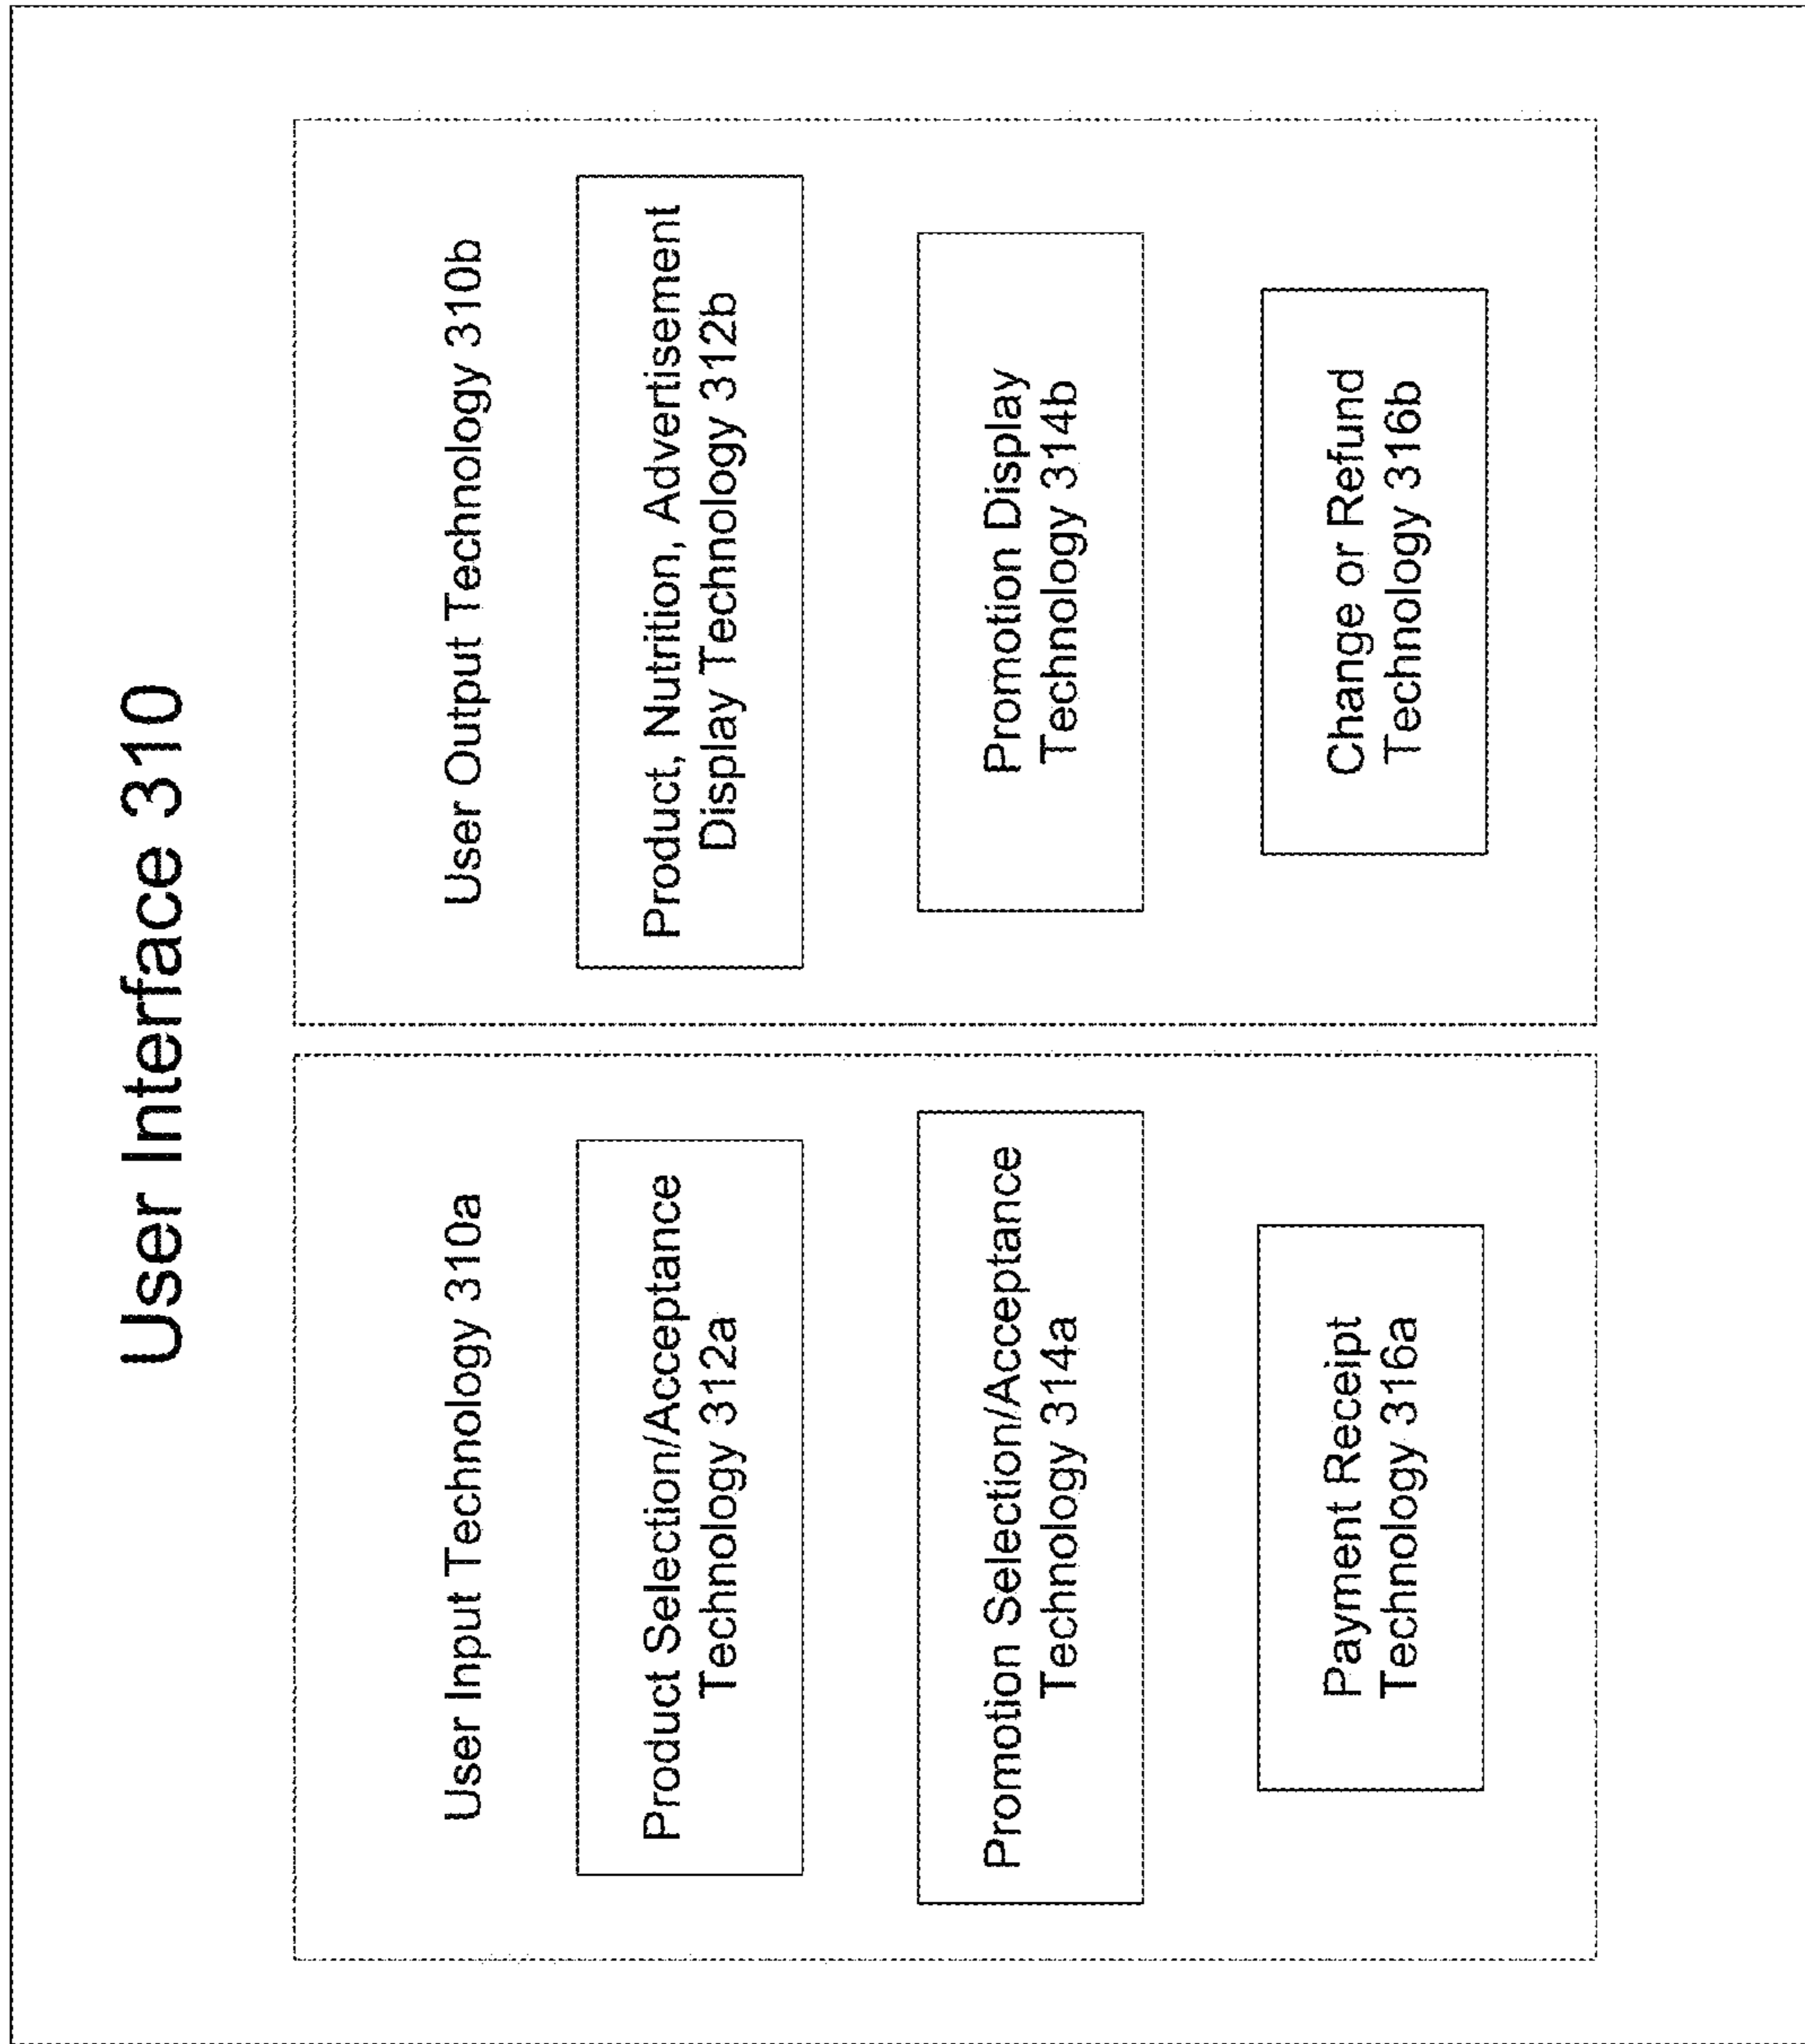 User Interface 310
User Input Technology 310a
Product Selection/Acceptance
Technology 312a
Promotion Selection/Acceptance
Technology 314a
Payment Receipt
Technology 316a
User Output Technology 310b
Product, Nutrition, Advertisement
Display Technology 312b
Promotion Display
Technology 314b
Change or Refund
Technology 316b